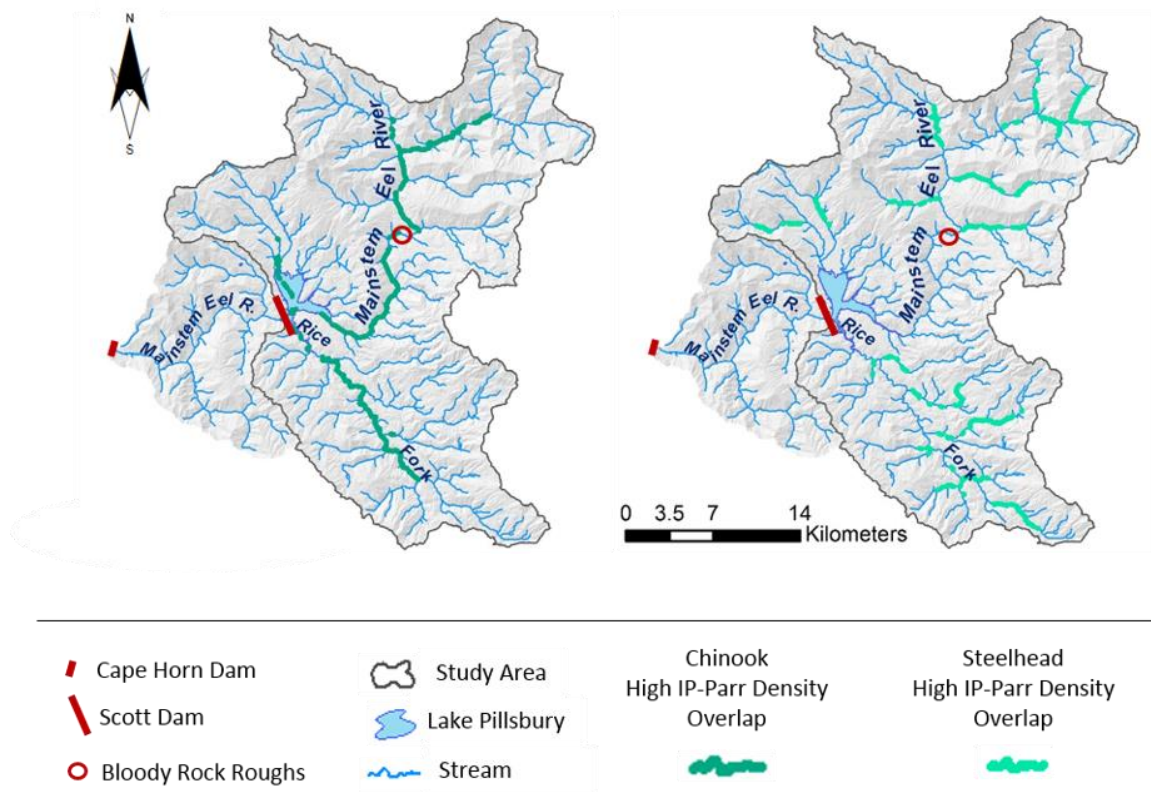 N
S
Mainstem Eel River
Mainstem Eel R.
Rice Fork
Mainstem Eel River
Mainstem Eel R.
Rice Fork
0 3.5 7 14
Kilometers
Cape Horn Dam
Scott Dam
Bloody Rock Roughs
Study Area
Lake Pillsbury
Stream
Chinook
High IP-Parr Density
Overlap
Steelhead
High IP-Parr Density
Overlap